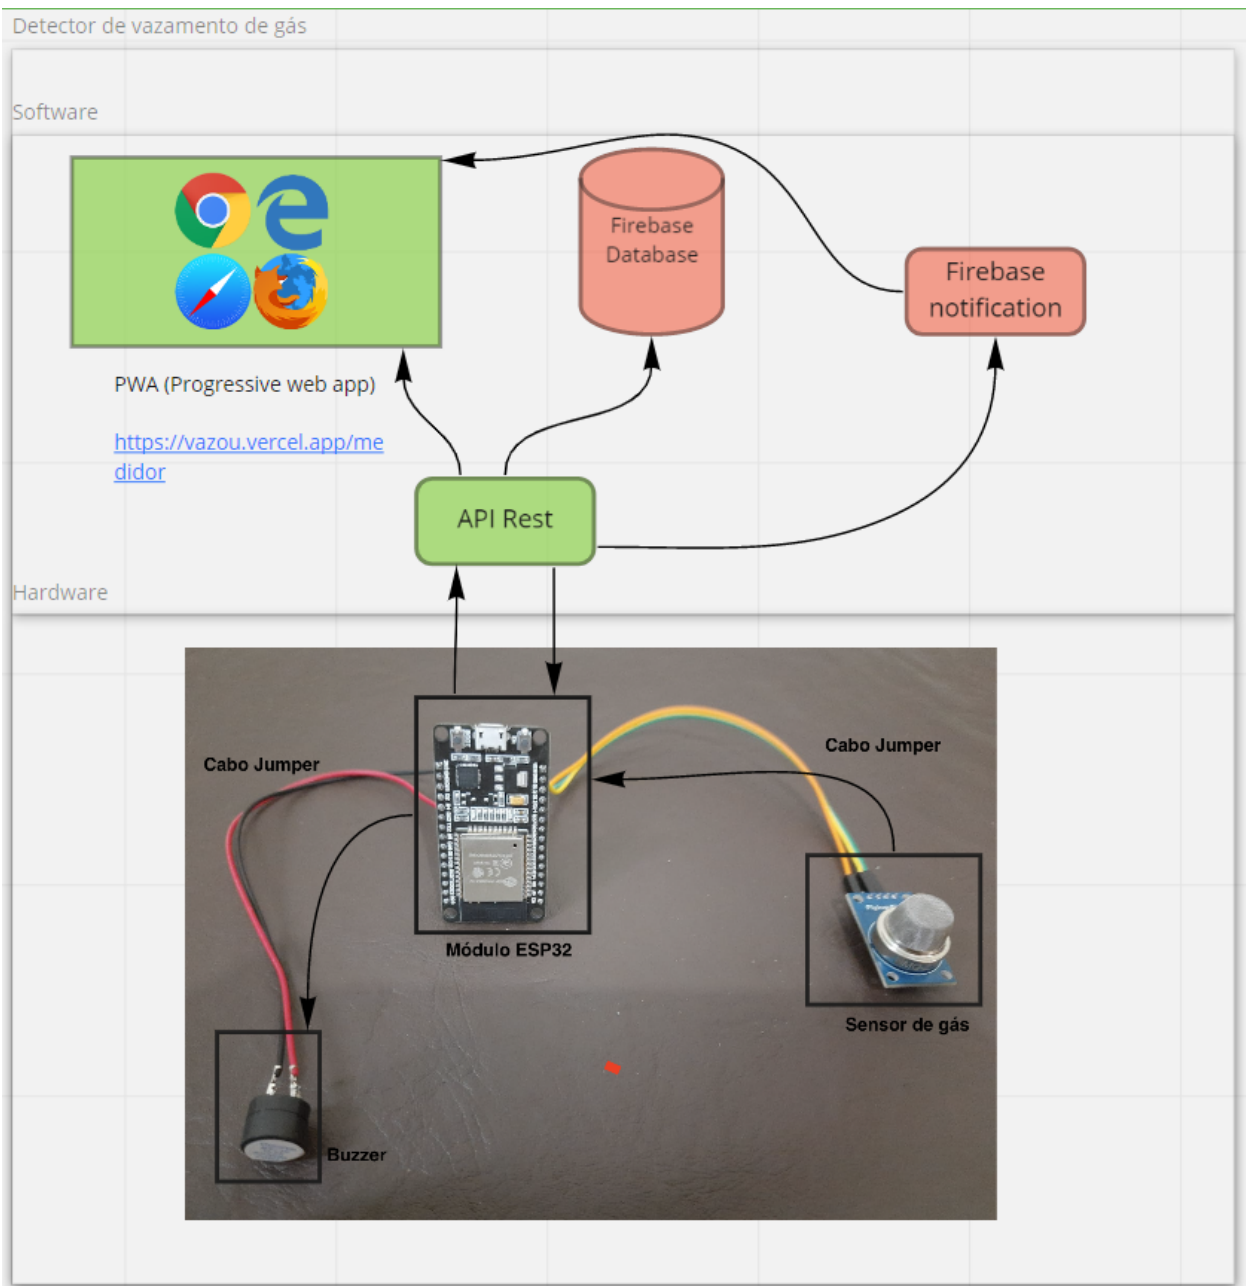 Detector de vazamento de gás
Software
Firebase
Database
Firebase
notification
PWA (Progressive web app)
https://vazou.vercel.app/me
didor
API Rest
Hardware
Cabo Jumper
Cabo Jumper
Módulo ESP32
Sensor de gás
Buzzer